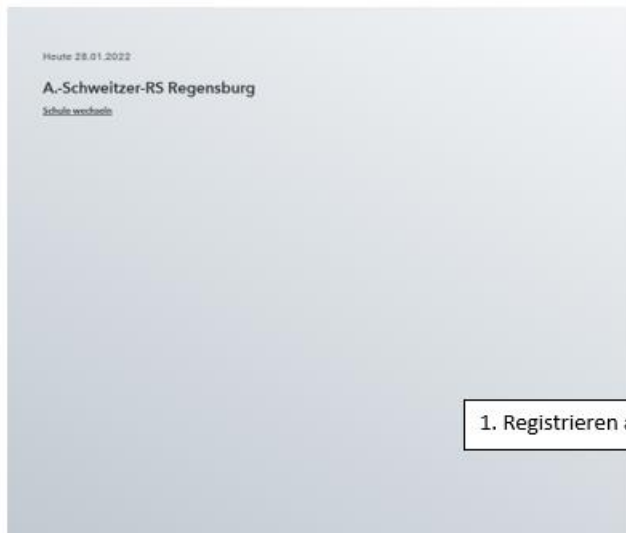 Heute 28.01.2022
A.-Schweitzer-RS Regensburg
Schule wechseln
1. Registrieren a